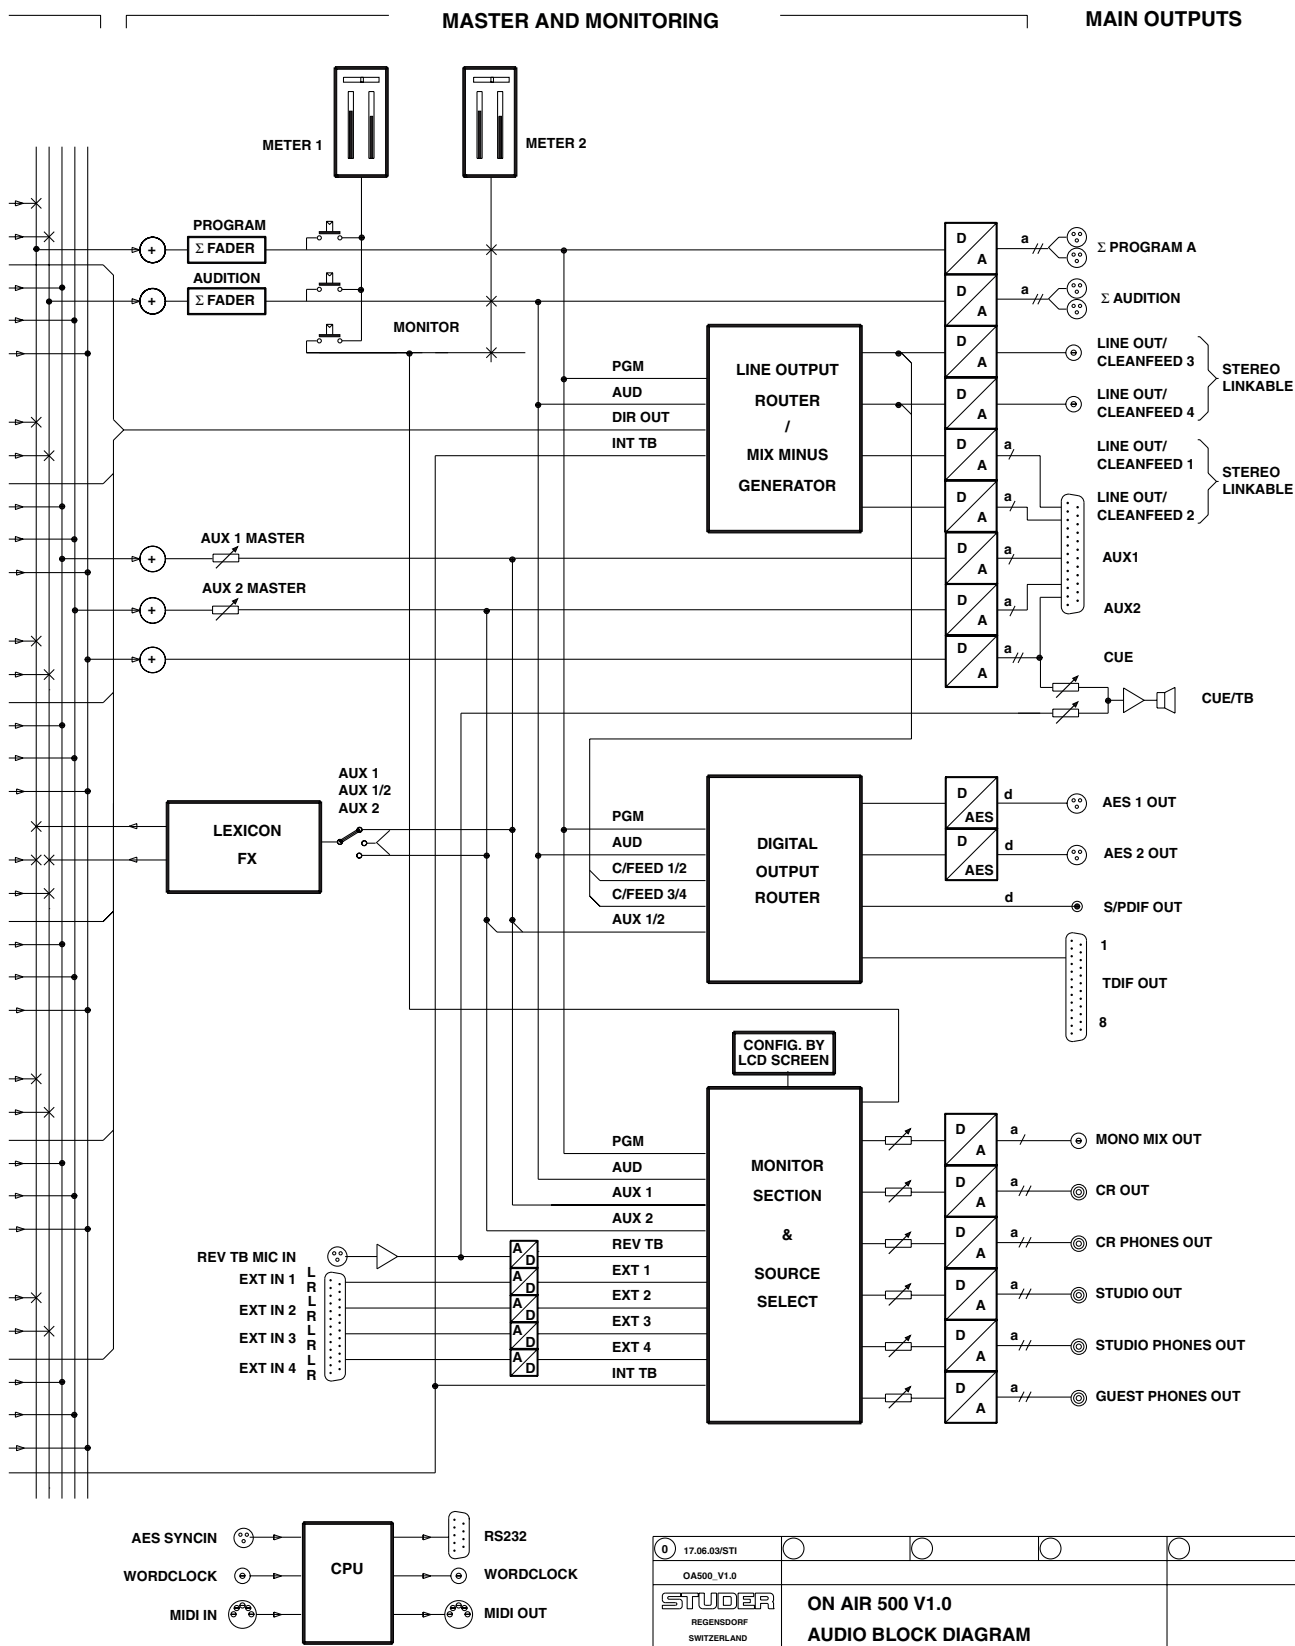 MASTER AND MONITORING
MAIN OUTPUTS
METER 1
METER 2
PROGRAM
Σ FADER
AUDITION
Σ FADER
MONITOR
+
+
D
A
a
Σ PROGRAM A
D
A
a
Σ AUDITION
PGM
AUD
DIR OUT
INT TB
LINE OUTPUT
ROUTER
/
MIX MINUS
GENERATOR
D
A
LINE OUT/
CLEANFEED 3
D
A
LINE OUT/
CLEANFEED 4
STEREO
LINKABLE
D
A
a
LINE OUT/
CLEANFEED 1
D
A
a
LINE OUT/
CLEANFEED 2
STEREO
LINKABLE
+
AUX 1 MASTER
D
A
a
AUX1
+
AUX 2 MASTER
D
A
a
AUX2
+
D
A
a
CUE
CUE/TB
LEXICON
FX
AUX 1
AUX 1/2
AUX 2
PGM
AUD
C/FEED 1/2
C/FEED 3/4
AUX 1/2
DIGITAL
OUTPUT
ROUTER
D
AES
d
AES 1 OUT
D
AES
d
AES 2 OUT
d
S/PDIF OUT
1
TDIF OUT
8
CONFIG. BY
LCD SCREEN
PGM
AUD
AUX 1
AUX 2
REV TB
EXT 1
EXT 2
EXT 3
EXT 4
INT TB
MONITOR
SECTION
&
SOURCE
SELECT
REV TB MIC IN
EXT IN 1
L
R
EXT IN 2
L
R
EXT IN 3
L
R
EXT IN 4
L
R
A
D
A
D
A
D
A
D
A
D
D
A
a
MONO MIX OUT
D
A
a
CR OUT
D
A
a
CR PHONES OUT
D
A
a
STUDIO OUT
D
A
a
STUDIO PHONES OUT
D
A
a
GUEST PHONES OUT
AES SYNCIN
WORDCLOCK
MIDI IN
CPU
RS232
WORDCLOCK
MIDI OUT
0 17.06.03/STI
OA500_V1.0
STUDER
REGENSDORF
SWITZERLAND
ON AIR 500 V1.0
AUDIO BLOCK DIAGRAM